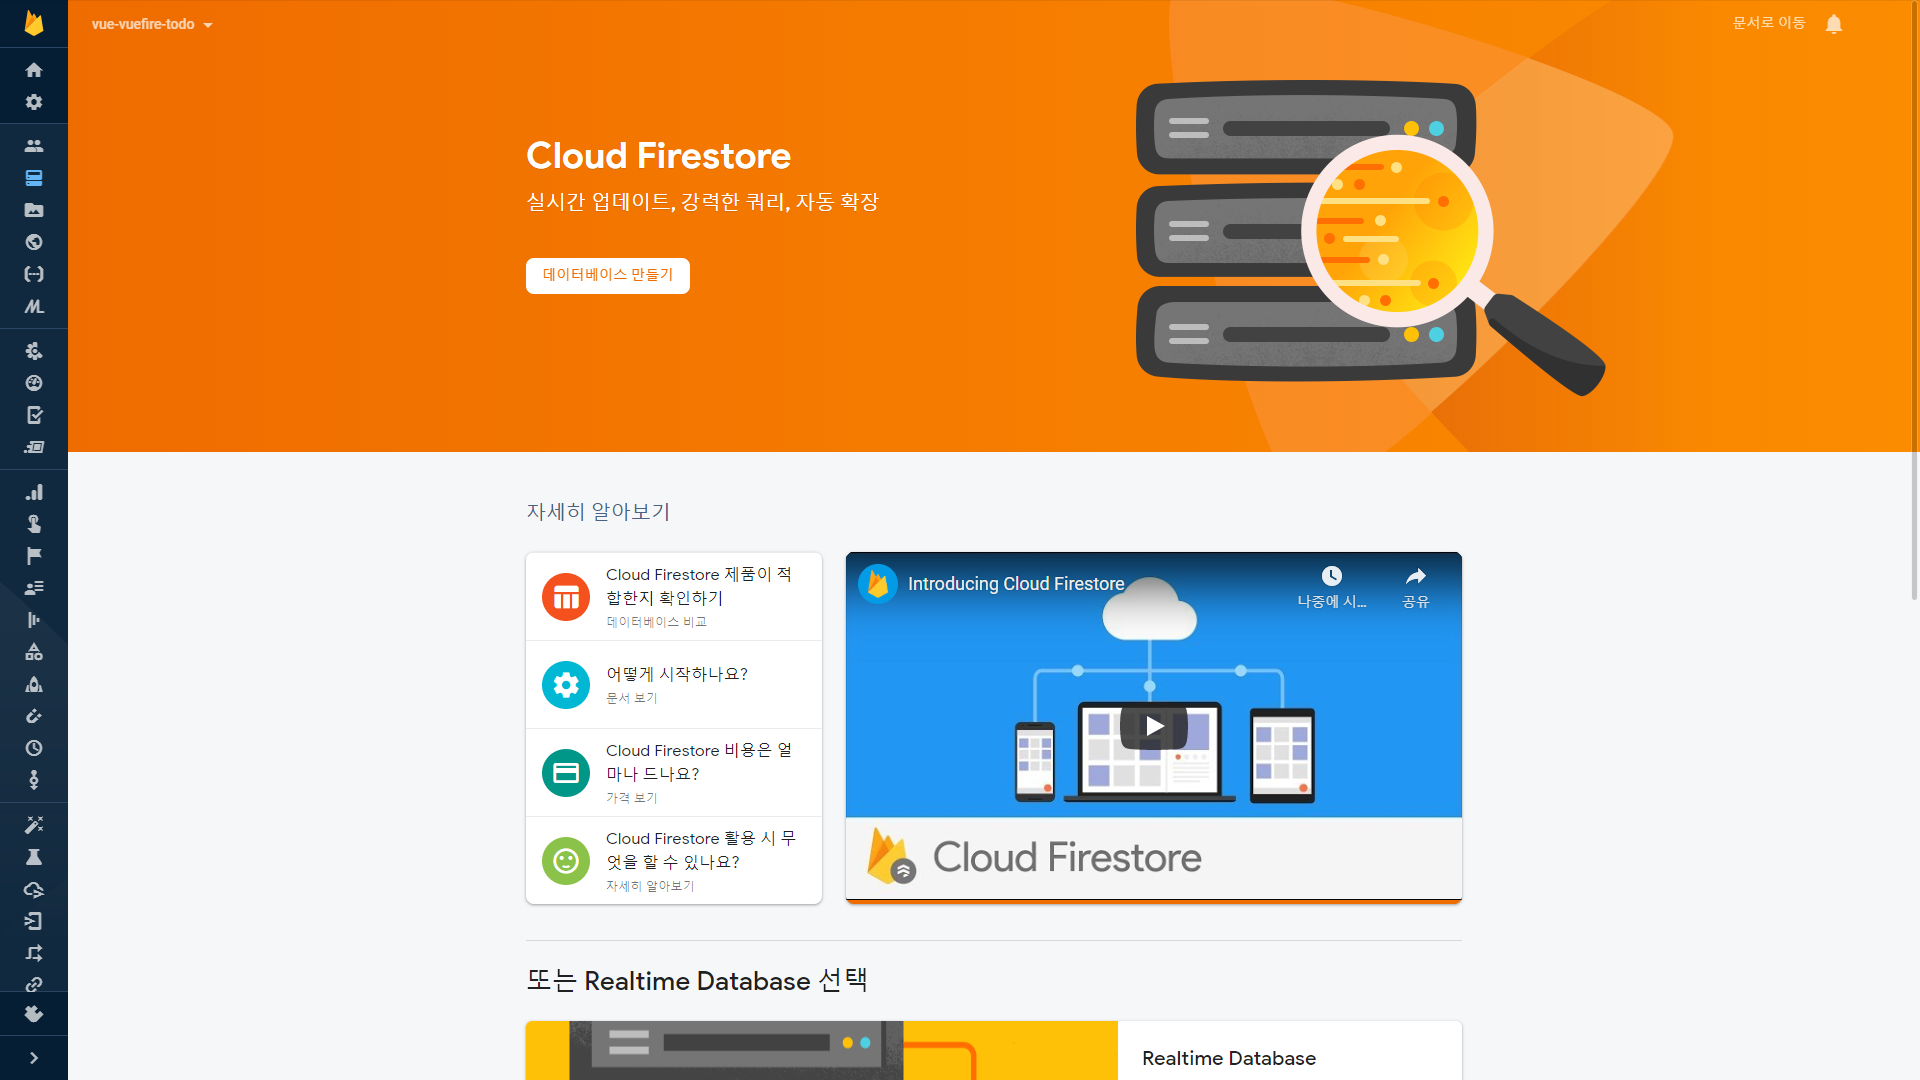 vue-vuefire-todo
문서로 이동
Cloud Firestore
실시간 업데이트, 강력한 쿼리, 자동 확장
데이터베이스 만들기
자세히 알아보기
Cloud Firestore 제품이 적
합한지 확인하기
데이터베이스 비교
어떻게 시작하나요?
문서 보기
Cloud Firestore 비용은 얼
마나 드나요?
가격 보기
Cloud Firestore 활용 시 무
엇을 할 수 있나요?
자세히 알아보기
Introducing Cloud Firestore
나중에 시...
공유
Cloud Firestore
또는 Realtime Database 선택
Realtime Database